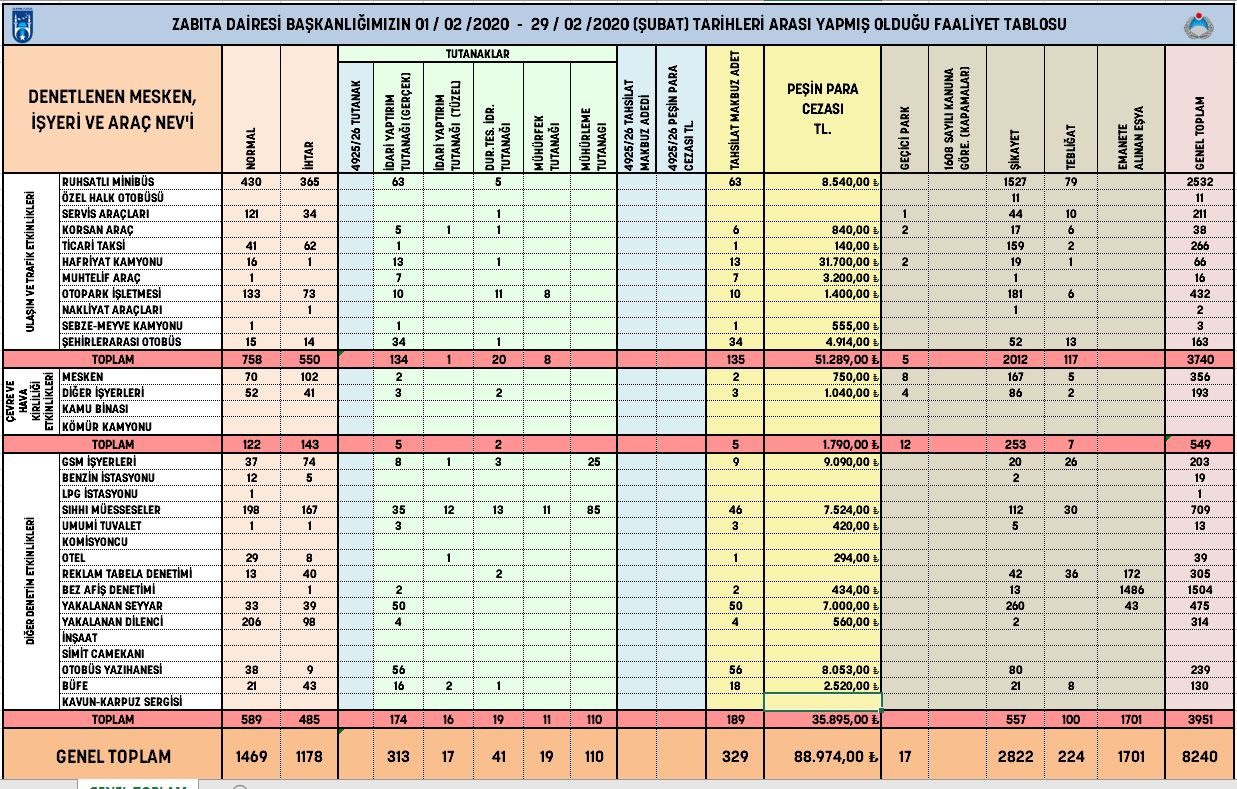 ZABITA DAİRESİ BAŞKANLIĞIMIZIN 01 / 02 /2020 - 29 / 02 /2020 (ŞUBAT) TARİHLERİ ARASI YAPMIŞ OLDUĞU FAALİYET TABLOSU
DENETLENEN MESKEN,
İŞYERİ VE ARAÇ NEV'İ
NORMAL
İHTAR
TUTANAKLAR
4925/26 TUTANAK
İDARİ YAPTIRIM
TUTANAĞI (GERÇEK)
İDARİ YAPTIRIM
TUTANAĞI (TÜZEL)
DUR.TES. İDR.
TUTANAĞI
MÜHÜRFEK
TUTANAĞI
MÜHÜRLEME
TUTANAGI
4925/26 TAHSİLAT
MAKBUZ ADEDİ
4925/26 PEŞİN PARA
CEZASI TL.
TAHSİLAT MAKBUZ ADET
PEŞİN PARA
CEZASI
TL.
GEÇİCİ PARK
1608 SAYILI KANUNA
GÖRE. (KAPAMALAR)
ŞİKAYET
TEBLİĞAT
EMANETE
ALINAN EŞYA
GENEL TOPLAM
ULAŞIM VE TRAFİK ETKİNLİKLERİ
RUHSATLI MİNİBÜS 430 365 63 5 63 8.540,00 ₺ 1527 79 2532
ÖZEL HALK OTOBÜSÜ 11 11
SERVİS ARAÇLARI 121 34 1 1 44 10 211
KORSAN ARAÇ 5 1 1 6 840,00 ₺ 2 17 6 38
TİCARİ TAKSİ 41 62 1 1 140,00 ₺ 159 2 266
HAFRİYAT KAMYONU 16 1 13 1 13 31.700,00 ₺ 2 19 1 66
MUHTELİF ARAÇ 1 7 7 3.200,00 ₺ 1 16
OTOPARK İŞLETMESİ 133 73 10 11 8 10 1.400,00 ₺ 181 6 432
NAKLİYAT ARAÇLARI 1 1 2
SEBZE-MEYVE KAMYONU 1 1 1 555,00 ₺ 3
ŞEHİRLERARASI OTOBÜS 15 14 34 1 34 4.914,00 ₺ 52 13 163
TOPLAM 758 550 134 1 20 8 135 51.289,00 ₺ 5 2012 117 3740
ÇEVRE VE
HAVA
KİRLİLİĞİ
ETKİNLİKLERİ
MESKEN 70 102 2 2 750,00 ₺ 8 167 5 356
DİĞER İŞYERLERİ 52 41 3 2 3 1.040,00 ₺ 4 86 2 193
KAMU BİNASI
KÖMÜR KAMYONU
TOPLAM 122 143 5 2 5 1.790,00 ₺ 12 253 7 549
DİĞER DENETİM ETKİNLİKLERİ
GSM İŞYERLERİ 37 74 8 1 3 25 9 9.090,00 ₺ 20 26 203
BENZİN İSTASYONU 12 5 2 19
LPG İSTASYONU 1 1
SIHHI MÜESSESELER 198 167 35 12 13 11 85 46 7.524,00 ₺ 112 30 709
UMUMİ TUVALET 1 1 3 3 420,00 ₺ 5 13
KOMİSYONCU
OTEL 29 8 1 1 294,00 ₺ 39
REKLAM TABELA DENETİMİ 13 40 2 42 36 172 305
BEZ AFİŞ DENETİMİ 1 2 2 434,00 ₺ 13 1486 1504
YAKALANAN SEYYAR 33 39 50 50 7.000,00 ₺ 260 43 475
YAKALANAN DİLENCİ 206 98 4 4 560,00 ₺ 2 314
İNŞAAT
SİMİT CAMEKANI
OTOBÜS YAZIHANESİ 38 9 56 56 8.053,00 ₺ 80 239
BÜFE 21 43 16 2 1 18 2.520,00 ₺ 21 8 130
KAVUN-KARPUZ SERGİSİ
TOPLAM 589 485 174 16 19 11 110 189 35.895,00 ₺ 557 100 1701 3951
GENEL TOPLAM 1469 1178 313 17 41 19 110 329 88.974,00 ₺ 17 2822 224 1701 8240
GENEL TOPLAM